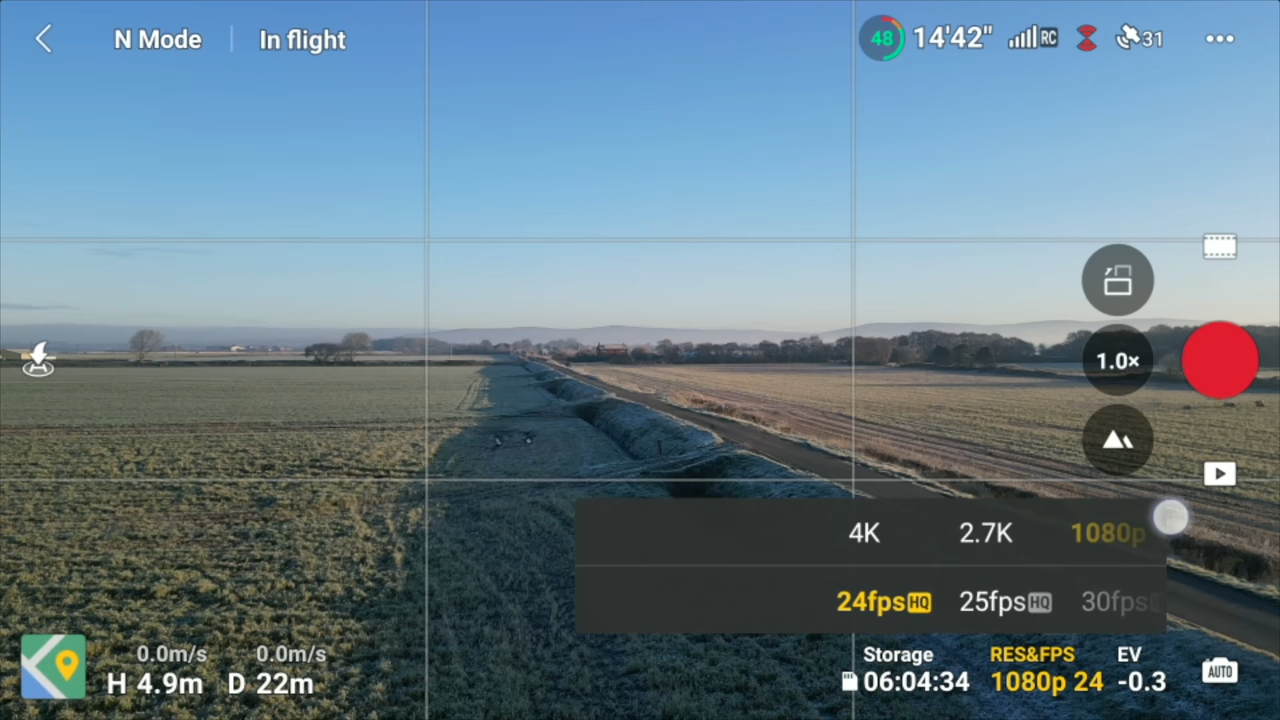 N Mode In flight 48 14'42" RC 31
1.0×
4K 2.7K 1080p
24fps HQ 25fps HQ 30fps
Storage RES&FPS EV
06:04:34 1080p 24 -0.3 AUTO
0.0m/s 0.0m/s
H 4.9m D 22m